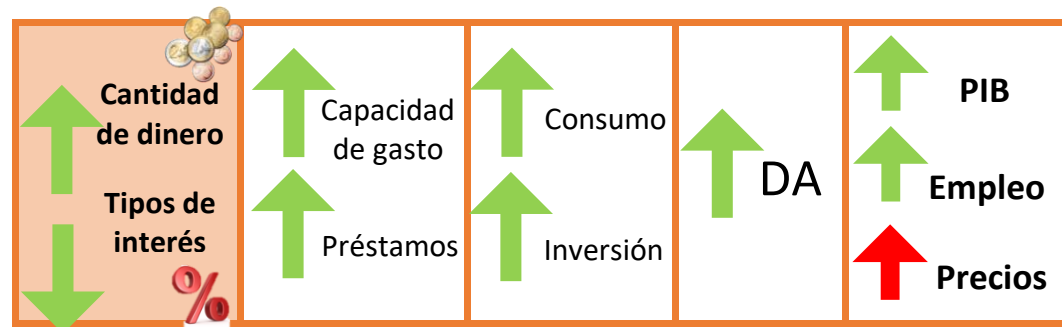 Cantidad
de dinero
Tipos de
interés
%
Capacidad
de gasto
Préstamos
Consumo
Inversión
DA
PIB
Empleo
Precios